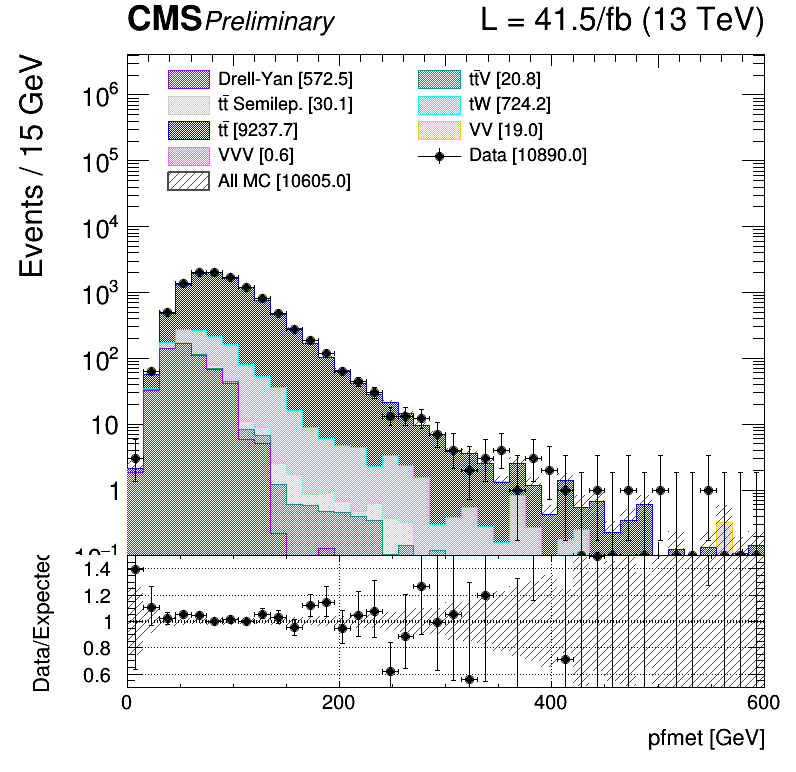 CMS Preliminary L = 41.5/fb (13 TeV)
Events / 15 GeV
Drell-Yan [572.5]
tt̄ Semilep. [30.1]
tt̄ [9237.7]
VVV [0.6]
All MC [10605.0]
tt̄V [20.8]
tW [724.2]
VV [19.0]
Data [10890.0]
10⁶
10⁵
10⁴
10³
10²
10
1
10⁻¹
Data/Expected
1.4
1.2
1
0.8
0.6
0 200 400 600
pfmet [GeV]